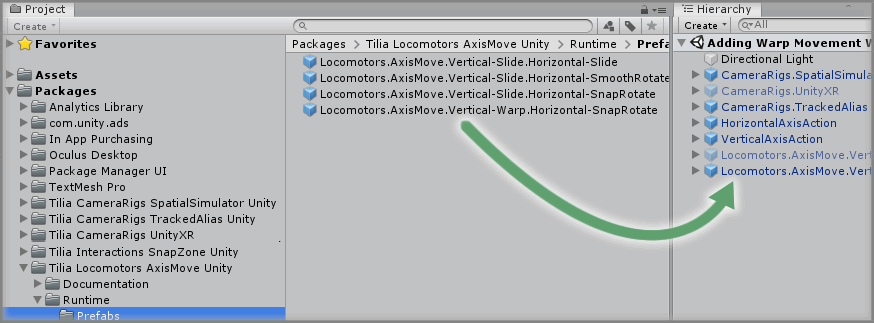 Project
Create
Favorites
Assets
Packages
Analytics Library
com.unity.ads
In App Purchasing
Oculus Desktop
Package Manager UI
TextMesh Pro
Tilia CameraRigs SpatialSimulator Unity
Tilia CameraRigs TrackedAlias Unity
Tilia CameraRigs UnityXR
Tilia Interactions SnapZone Unity
Tilia Locomotors AxisMove Unity
Documentation
Runtime
Prefabs
Packages > Tilia Locomotors AxisMove Unity > Runtime > Prefa
Locomotors.AxisMove.Vertical-Slide.Horizontal-Slide
Locomotors.AxisMove.Vertical-Slide.Horizontal-SmoothRotate
Locomotors.AxisMove.Vertical-Slide.Horizontal-SnapRotate
Locomotors.AxisMove.Vertical-Warp.Horizontal-SnapRotate
Hierarchy
Create
All
Adding Warp Movement W
Directional Light
CameraRigs.SpatialSimula
CameraRigs.UnityXR
CameraRigs.TrackedAlias
HorizontalAxisAction
VerticalAxisAction
Locomotors.AxisMove.Vert
Locomotors.AxisMove.Vert